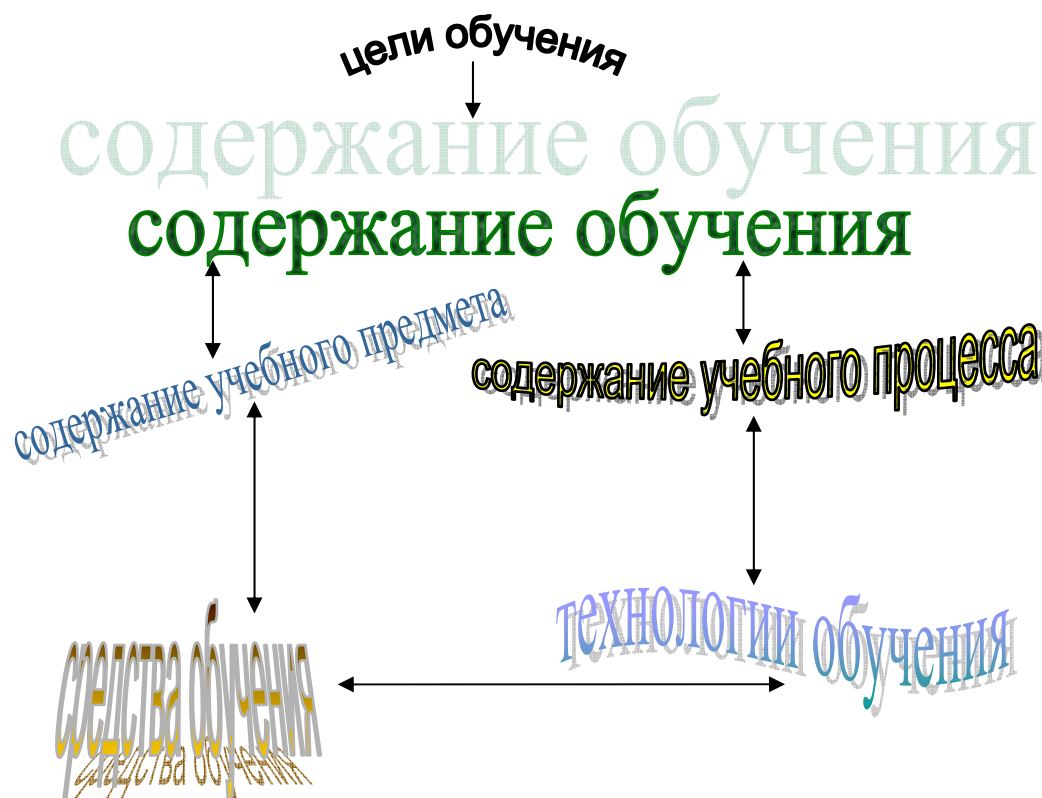 цели обучения
содержание обучения
содержание обучения
содержание учебного предмета
содержание учебного процесса
средства обучения
технологии обучения